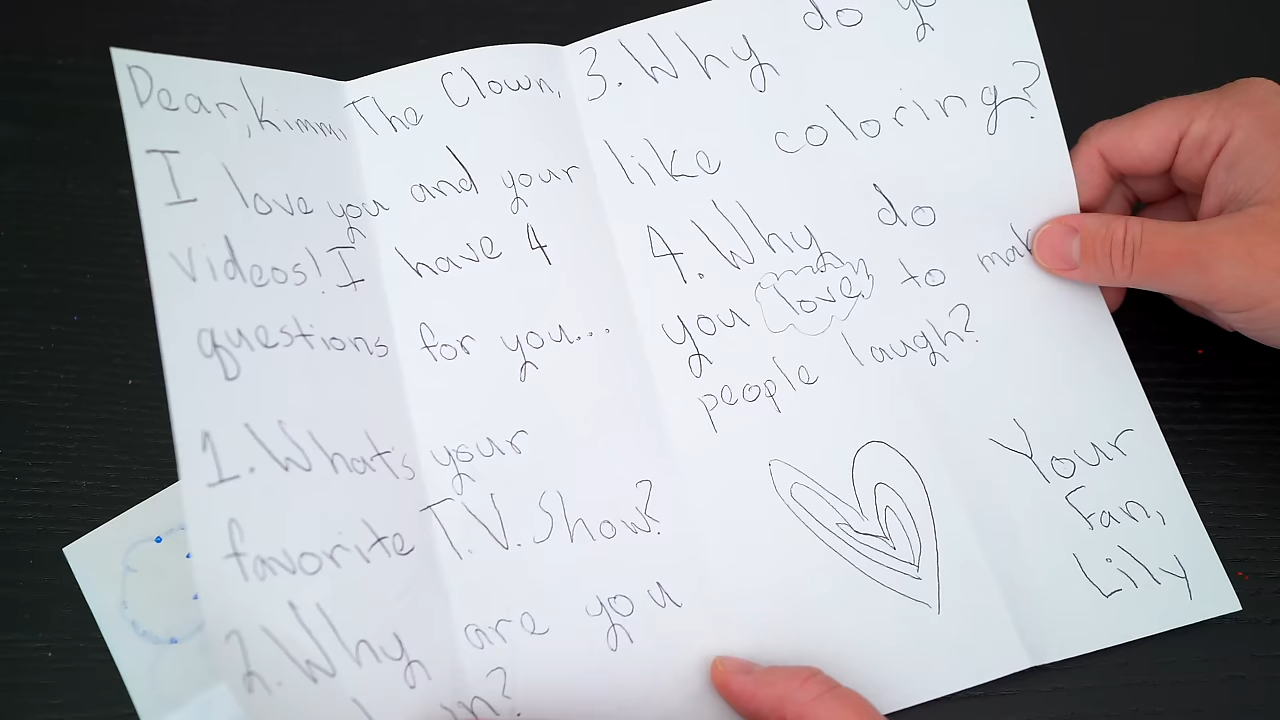 Dear, Kimmi The Clown,
I love you and your
videos! I have 4
questions for you...
1. What's your
favorite T.V. Show?
2. Why are you
3. Why do
like coloring?
4. Why do
you love to
people laugh?
Your
Fan,
Lily